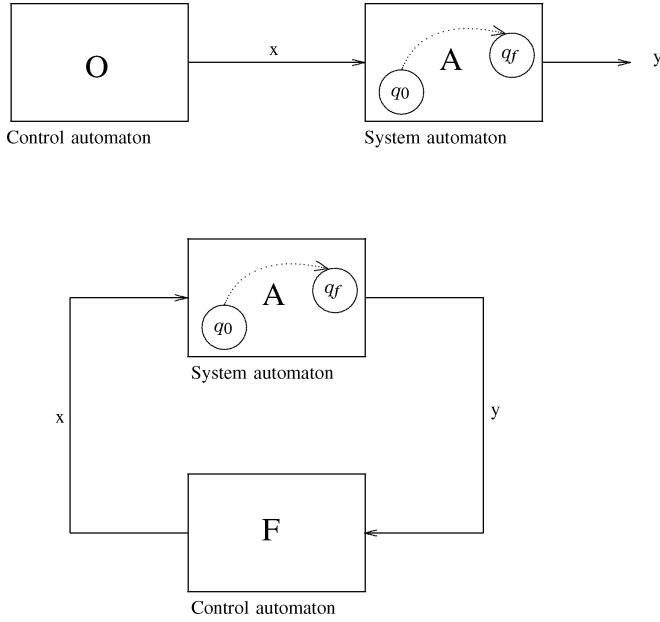 O
x
A
q0
qf
y
Control automaton
System automaton
A
q0
qf
System automaton
x
y
F
Control automaton